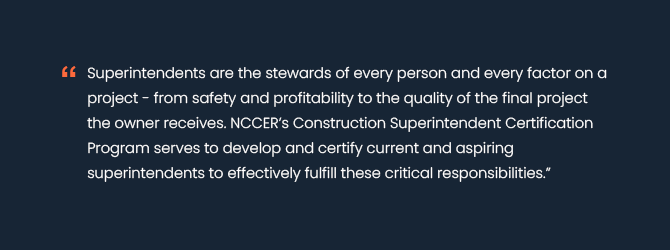 “ Superintendents are the stewards of every person and every factor on a
project - from safety and profitability to the quality of the final project
the owner receives. NCCER’s Construction Superintendent Certification
Program serves to develop and certify current and aspiring
superintendents to effectively fulfill these critical responsibilities.”